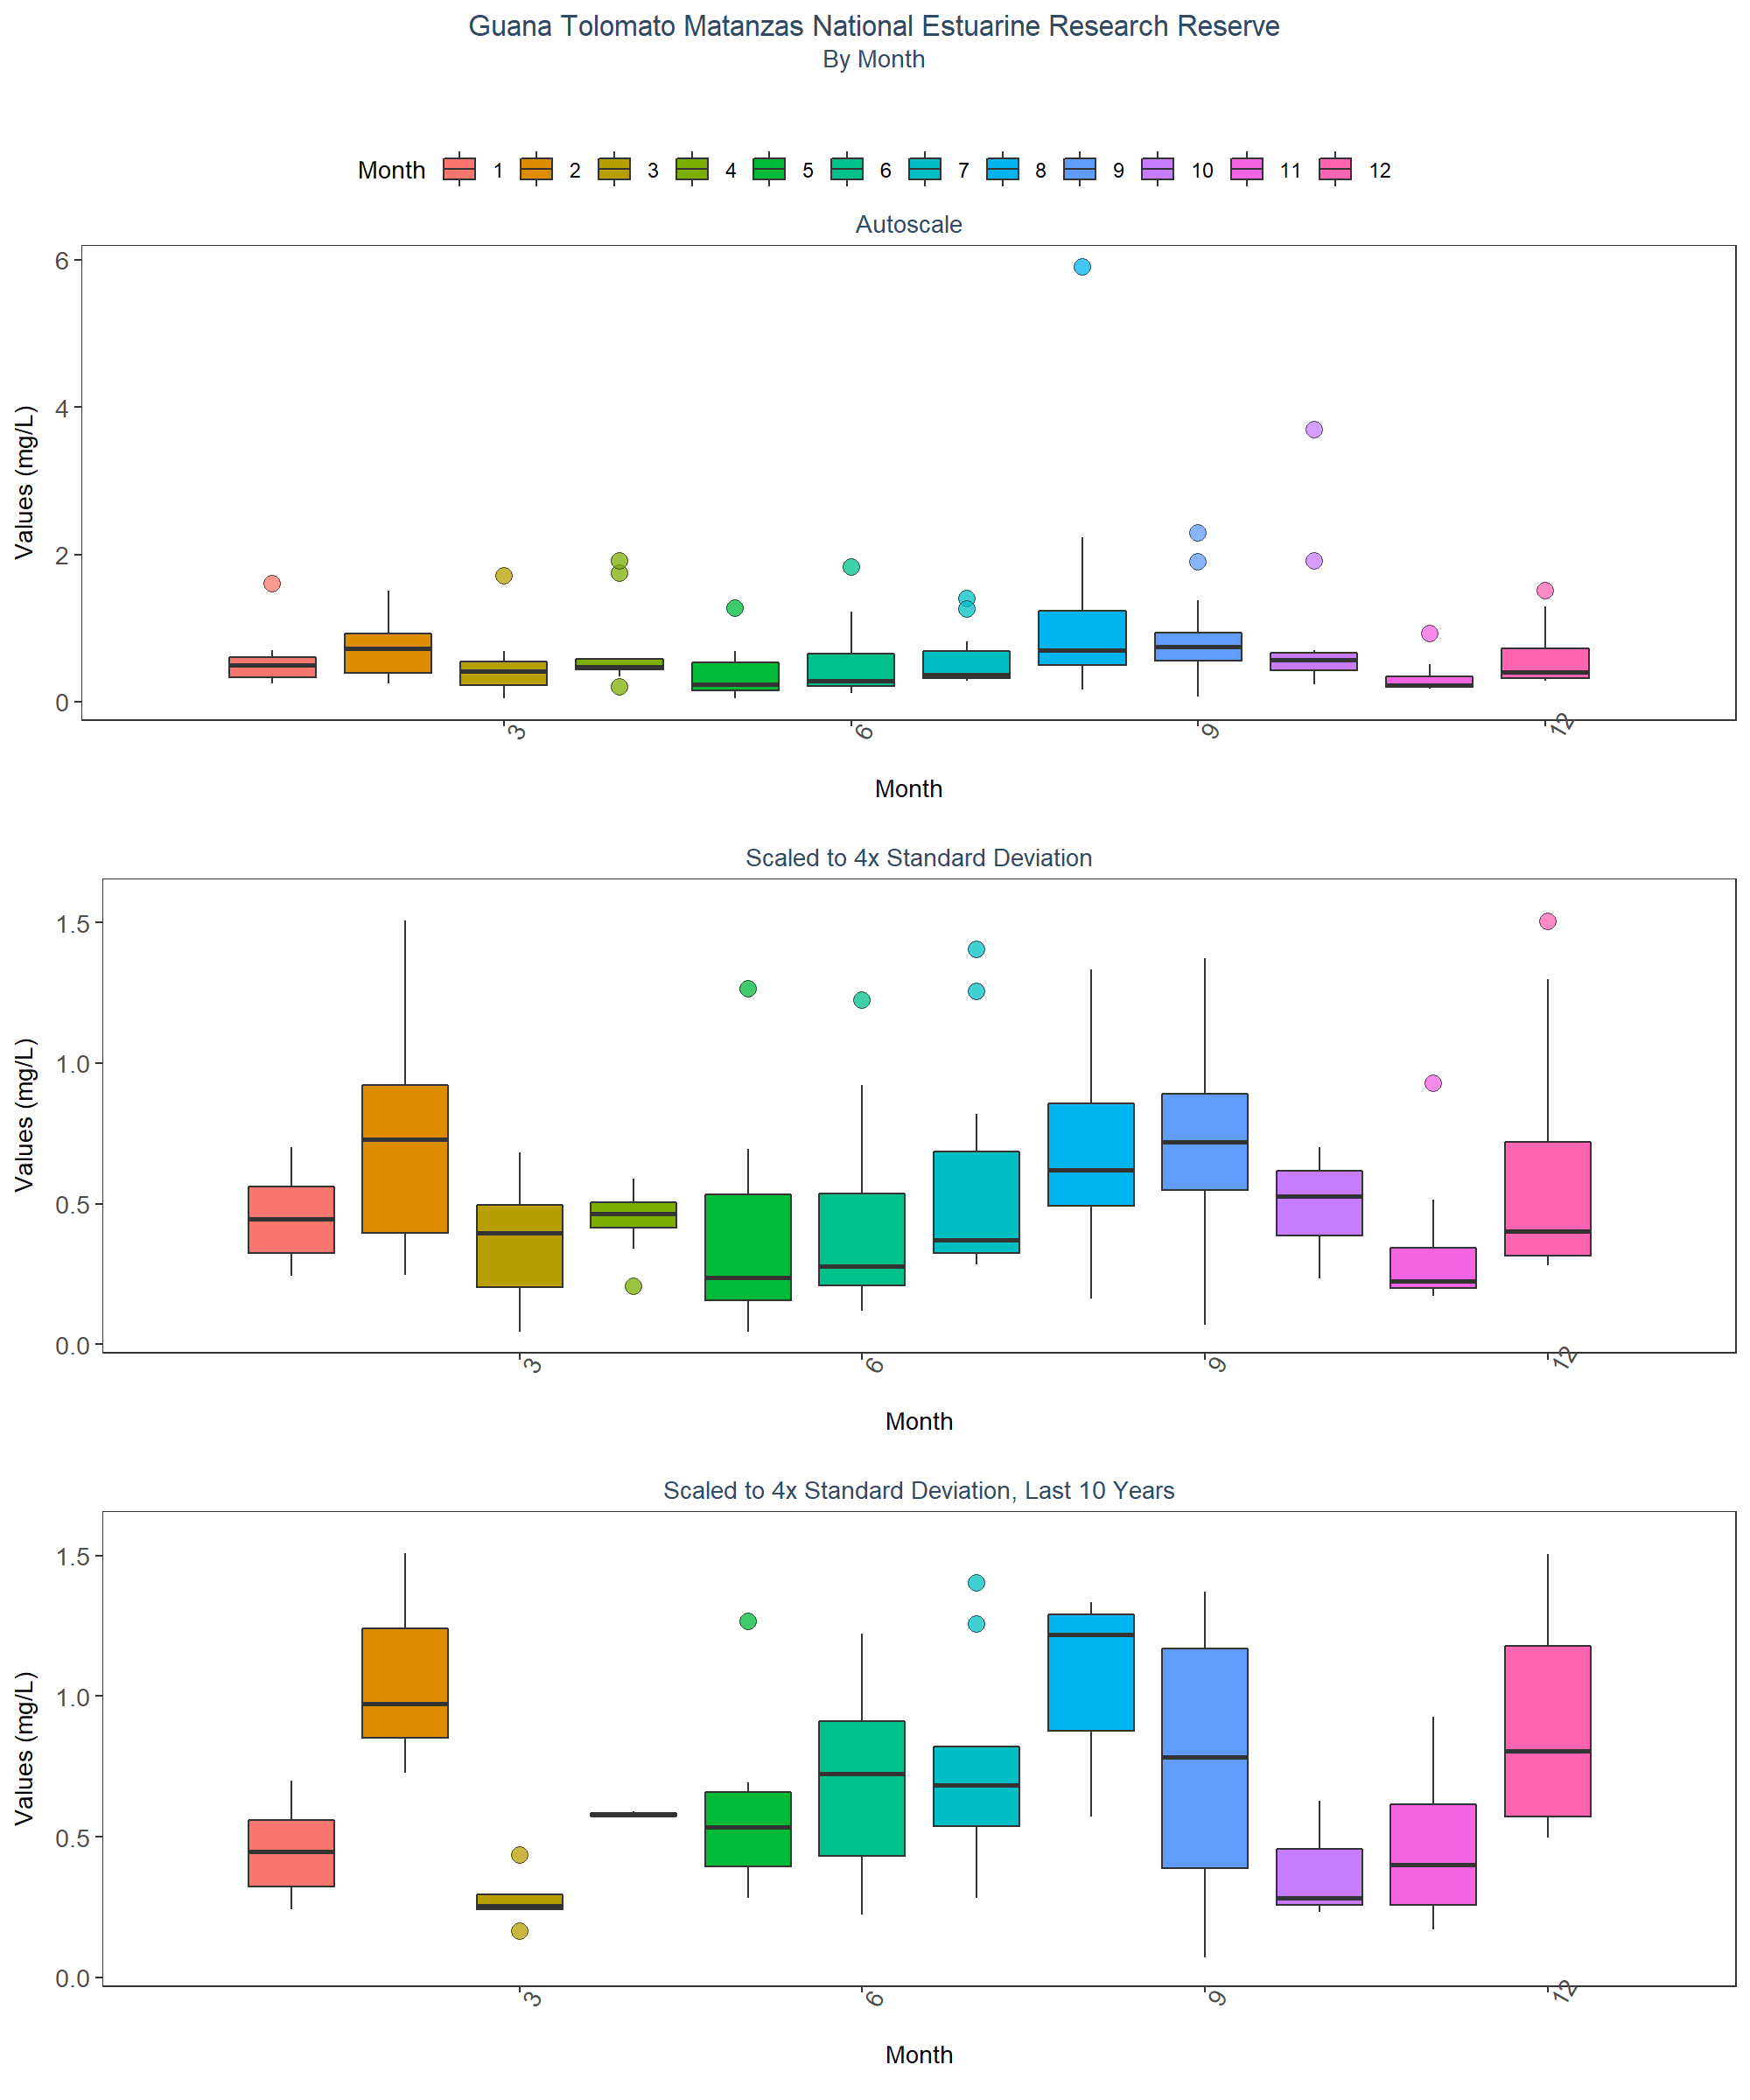 Guana Tolomato Matanzas National Estuarine Research Reserve
By Month
Month 1 2 3 4 5 6 7 8 9 10 11 12
Autoscale
Values (mg/L)
6
4
2
0
3 6 9 12
Month
Scaled to 4x Standard Deviation
Values (mg/L)
1.5
1.0
0.5
0.0
3 6 9 12
Month
Scaled to 4x Standard Deviation, Last 10 Years
Values (mg/L)
1.5
1.0
0.5
0.0
3 6 9 12
Month